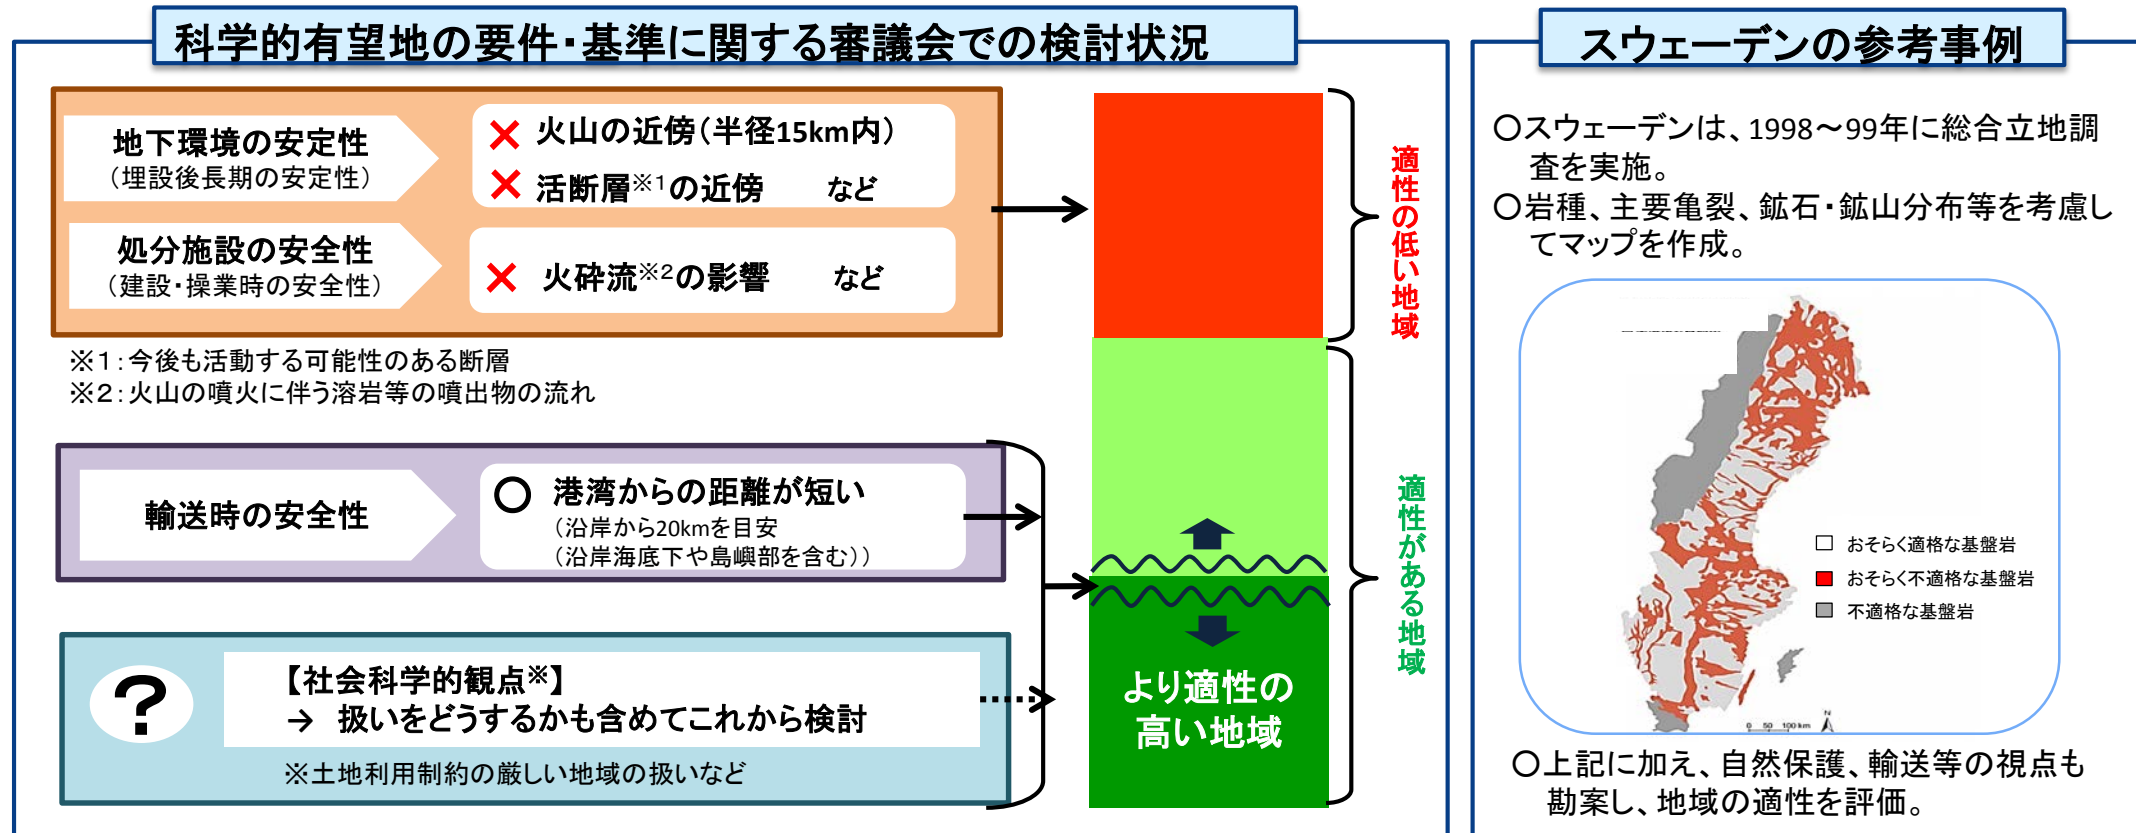 科学的有望地の要件・基準に関する審議会での検討状況
地下環境の安定性
（埋設後長期の安定性）
× 火山の近傍（半径15km内）
× 活断層※1の近傍 など
処分施設の安全性
（建設・操業時の安全性）
× 火砕流※2の影響 など
※１：今後も活動する可能性のある断層
※２：火山の噴火に伴う溶岩等の噴出物の流れ
輸送時の安全性
○ 港湾からの距離が短い
（沿岸から20kmを目安
（沿岸海底下や島嶼部を含む））
?
【社会科学的観点※】
→ 扱いをどうするかも含めてこれから検討
※土地利用制約の厳しい地域の扱いなど
適性の低い地域
適性がある地域
より適性の
高い地域
スウェーデンの参考事例
○スウェーデンは、1998～99年に総合立地調
査を実施。
○岩種、主要亀裂、鉱石・鉱山分布等を考慮し
てマップを作成。
おそらく適格な基盤岩
おそらく不適格な基盤岩
不適格な基盤岩
0 50 100 km
N
○上記に加え、自然保護、輸送等の視点も
勘案し、地域の適性を評価。